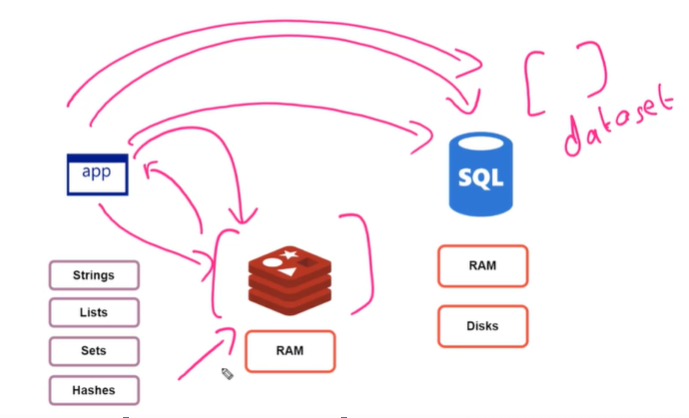 dataset
app
SQL
Strings
Lists
Sets
Hashes
RAM
RAM
Disks